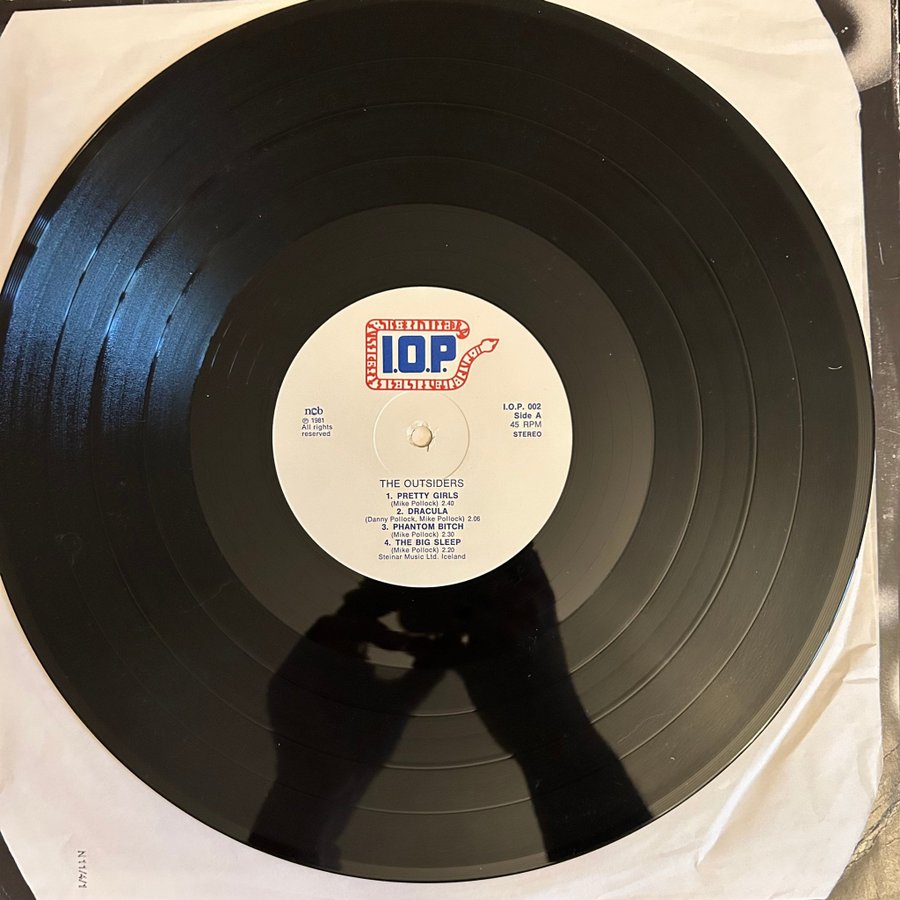 I.O.P.
ncb
℗ 1981
All rights
reserved
I.O.P. 002
Side A
45 RPM
STEREO
THE OUTSIDERS
1. PRETTY GIRLS
(Mike Pollock) 2.40
2. DRACULA
(Danny Pollock, Mike Pollock) 2.06
3. PHANTOM BITCH
(Mike Pollock) 2.30
4. THE BIG SLEEP
(Mike Pollock) 2.20
Steinar Music Ltd. Iceland